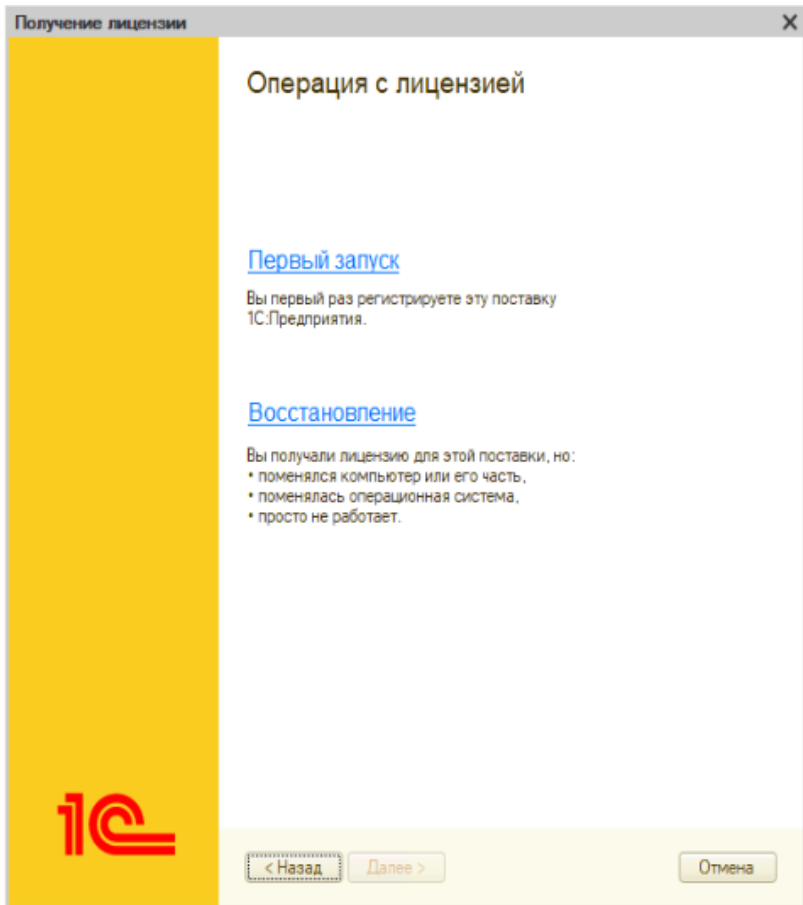 Получение лицензии
Операция с лицензией
Первый запуск
Вы первый раз регистрируете эту поставку
1С:Предприятия.
Восстановление
Вы получали лицензию для этой поставки, но:
• поменялся компьютер или его часть,
• поменялась операционная система,
• просто не работает.
1С
< Назад
Далее >
Отмена